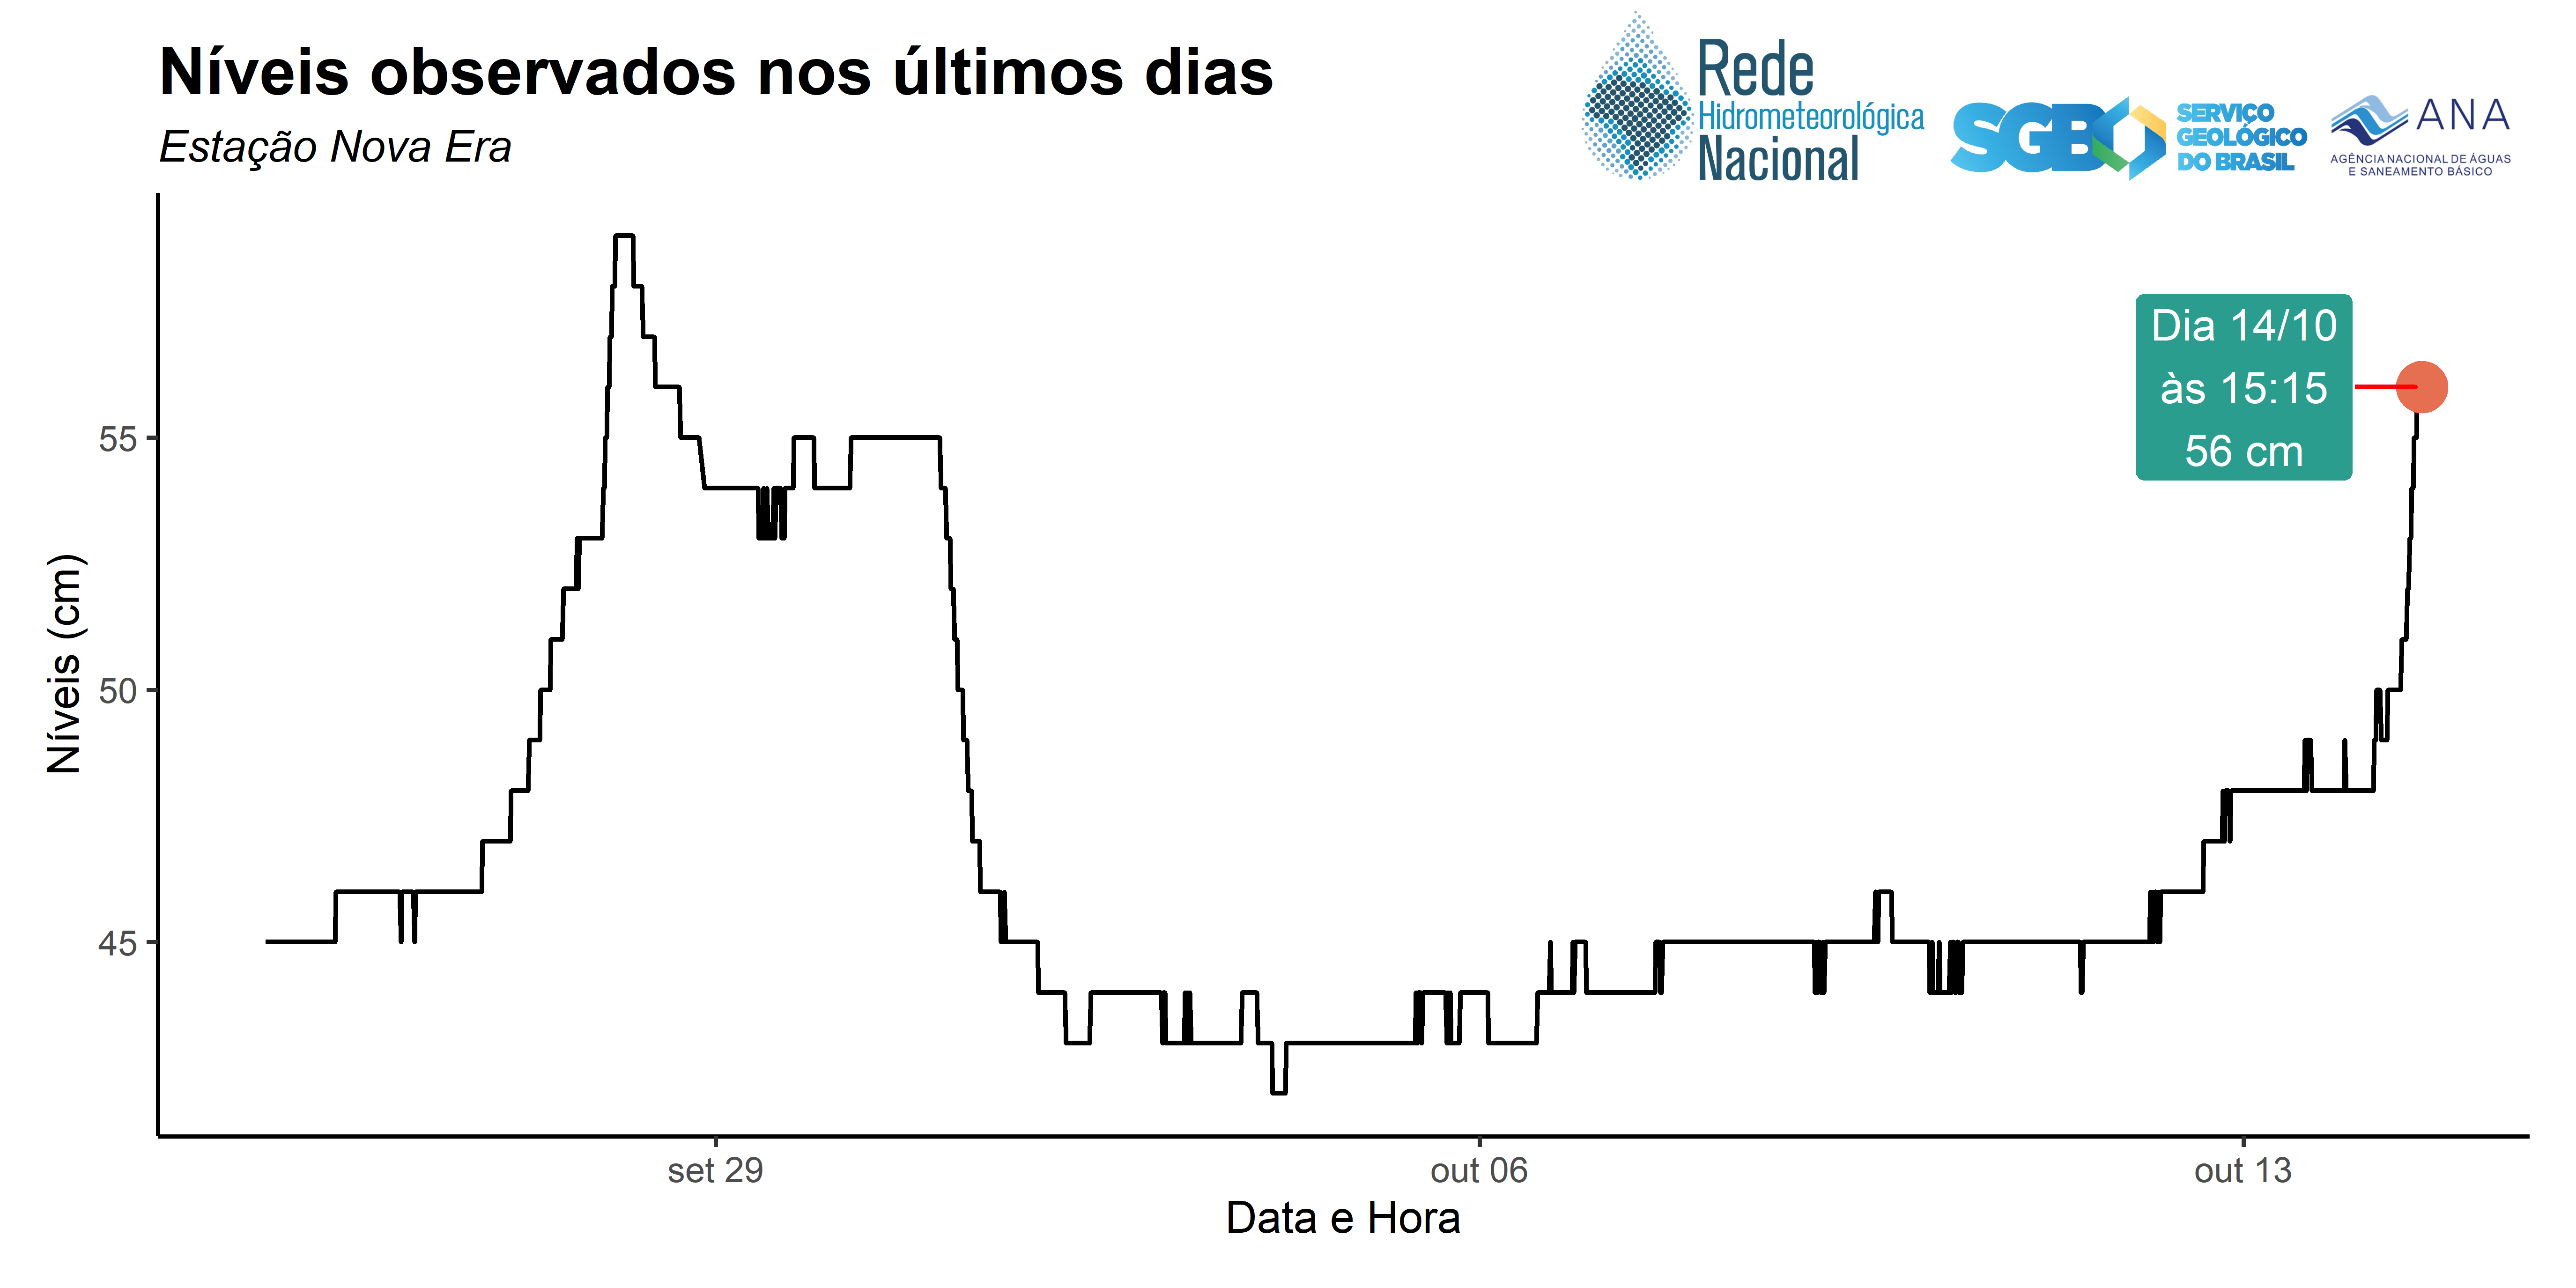 Níveis observados nos últimos dias
Estação Nova Era
Rede
Hidrometeorológica
Nacional
SGB
SERVIÇO
GEOLÓGICO
DO BRASIL
ANA
AGÊNCIA NACIONAL DE ÁGUAS
E SANEAMENTO BÁSICO
Dia 14/10
às 15:15
56 cm
Níveis (cm)
55
50
45
set 29
out 06
out 13
Data e Hora